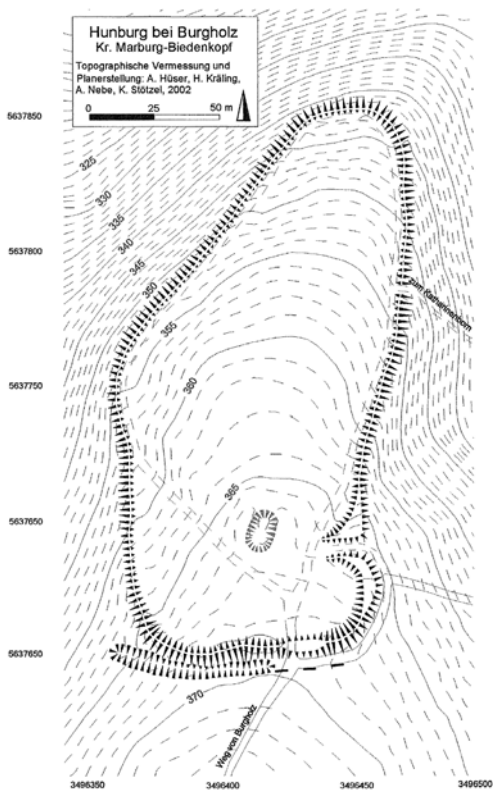 Hunburg bei Burgholz
Kr. Marburg-Biedenkopf
Topographische Vermessung und
Planerstellung: A. Hüser, H. Kräling,
A. Nebe, K. Stötzel, 2002
0 25 50 m
5637850
325
330
335
340
5637800
345
350
zum Katharinenborn
355
5637750
360
365
5637650
5637650
370
Weg von Burgholz
3496350 3496400 3496450 3496500